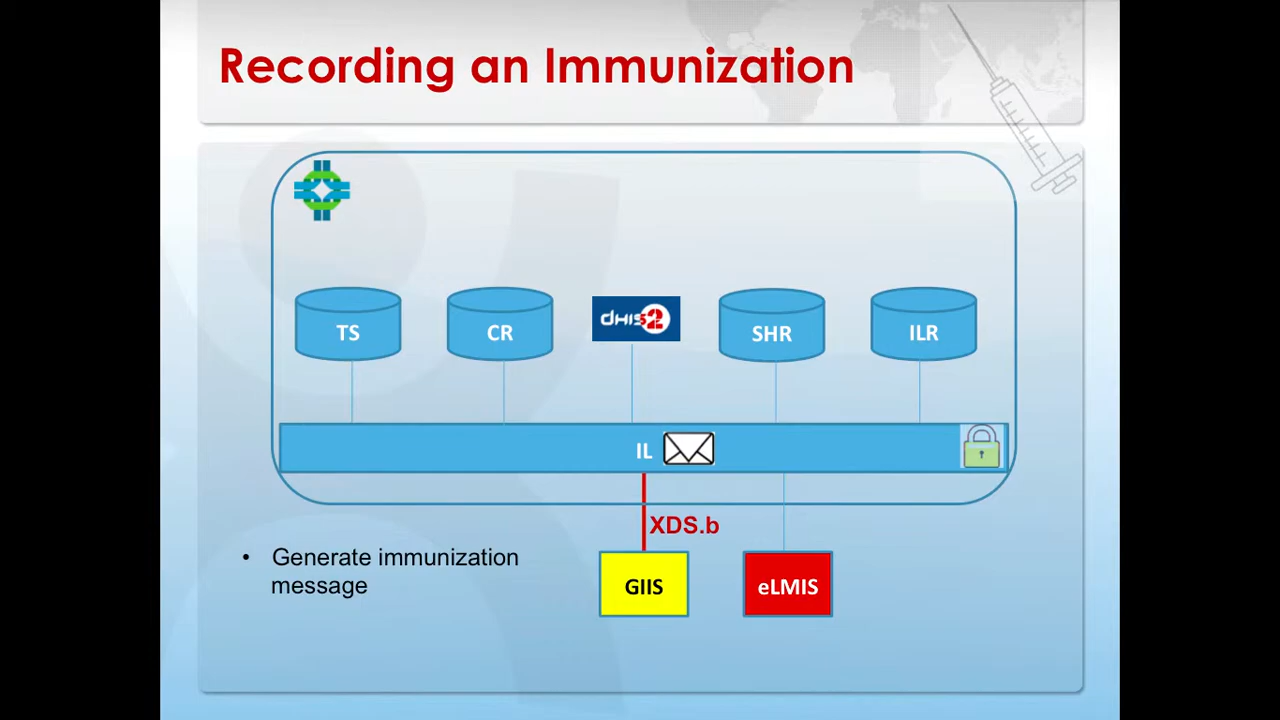 Recording an Immunization
TS
CR
dHIS2
SHR
ILR
IL
XDS.b
• Generate immunization
message
GIIS
eLMIS